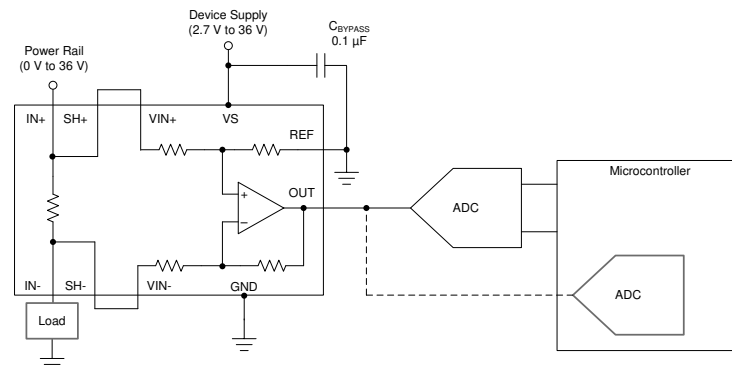 Device Supply
(2.7 V to 36 V)
CBYPASS
0.1 µF
Power Rail
(0 V to 36 V)
IN+
SH+
VIN+
VS
REF
Microcontroller
+
OUT
ADC
−
IN-
SH-
VIN-
GND
ADC
Load